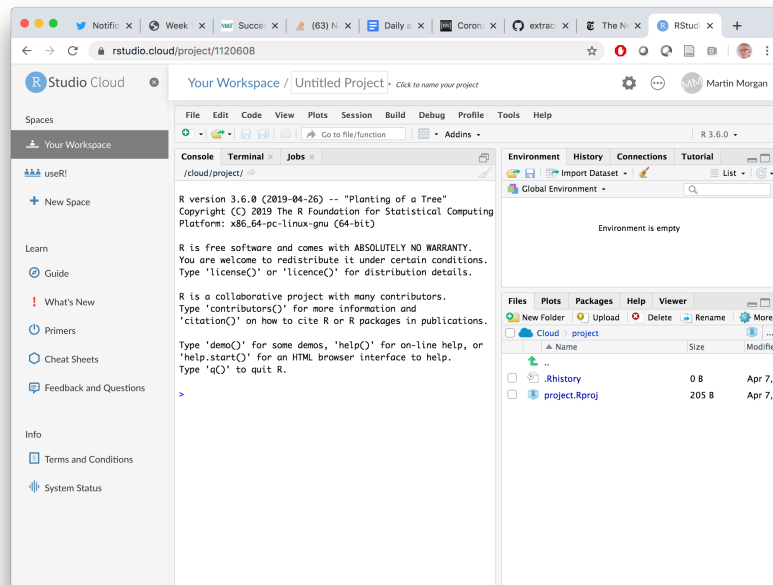 Notific
Week
M&T Succes
(63) N
Daily a
Corona
extrac
The N
RStudi
rstudio.cloud/project/1120608
R Studio Cloud
Your Workspace / Untitled Project Click to name your project
MM Martin Morgan
Spaces
Your Workspace
useR!
New Space
Learn
Guide
What's New
Primers
Cheat Sheets
Feedback and Questions
Info
Terms and Conditions
System Status
File Edit Code View Plots Session Build Debug Profile Tools Help
Go to file/function Addins R 3.6.0
Console Terminal Jobs
/cloud/project/
R version 3.6.0 (2019-04-26) -- "Planting of a Tree"
Copyright (C) 2019 The R Foundation for Statistical Computing
Platform: x86_64-pc-linux-gnu (64-bit)
R is free software and comes with ABSOLUTELY NO WARRANTY.
You are welcome to redistribute it under certain conditions.
Type 'license()' or 'licence()' for distribution details.
R is a collaborative project with many contributors.
Type 'contributors()' for more information and
'citation()' on how to cite R or R packages in publications.
Type 'demo()' for some demos, 'help()' for on-line help, or
'help.start()' for an HTML browser interface to help.
Type 'q()' to quit R.
>
Environment History Connections Tutorial
Import Dataset List
Global Environment
Environment is empty
Files Plots Packages Help Viewer
New Folder Upload Delete Rename More
Cloud > project ...
Name Size Modifie
..
.Rhistory 0 B Apr 7,
project.Rproj 205 B Apr 7,